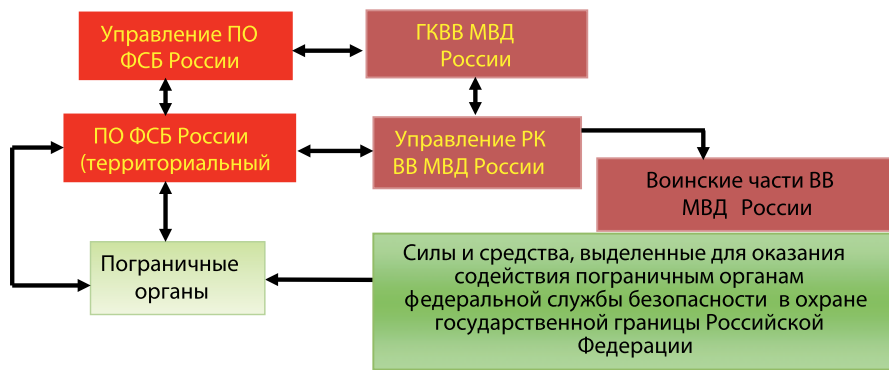 Управление ПО
ФСБ России
ГКВВ МВД
России
ПО ФСБ России
(территориальный
Управление РК
ВВ МВД России
Воинские части ВВ
МВД России
Пограничные
органы
Силы и средства, выделенные для оказания
содействия пограничным органам
федеральной службы безопасности в охране
государственной границы Российской
Федерации